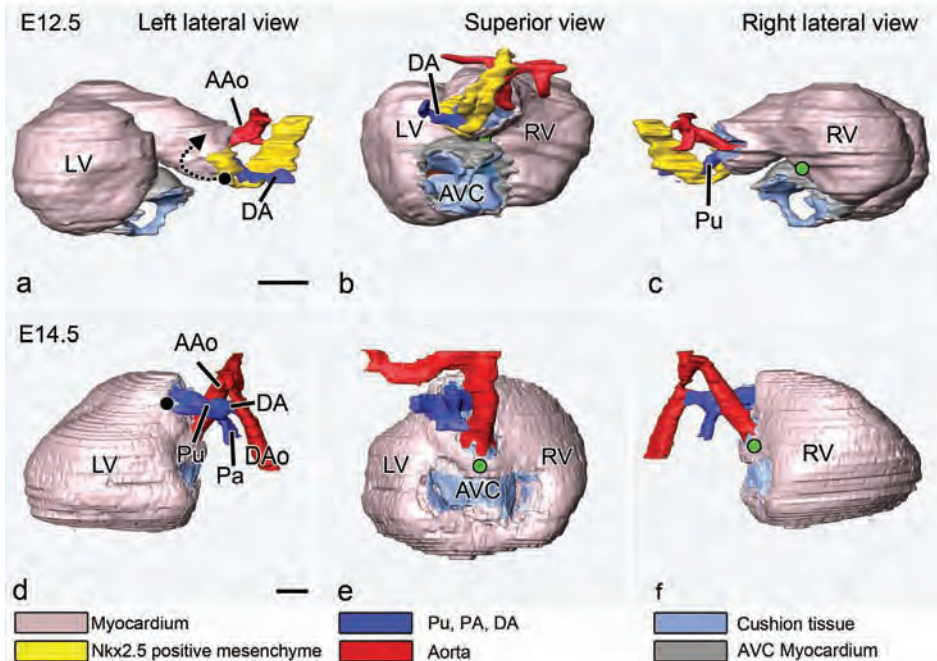 E12.5 Left lateral view Superior view Right lateral view
AAo
LV
DA
a
DA
LV
RV
AVC
b
RV
Pu
c
E14.5
AAo
DA
LV
Pu
Pa
DAo
d
LV
RV
AVC
e
RV
f
Myocardium Pu, PA, DA Cushion tissue
Nkx2.5 positive mesenchyme Aorta AVC Myocardium